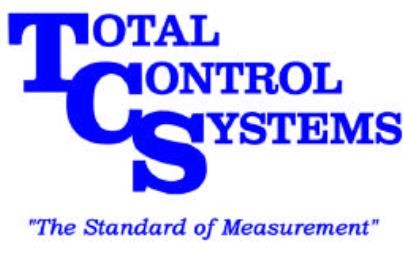 TOTAL
CONTROL
SYSTEMS
"The Standard of Measurement"